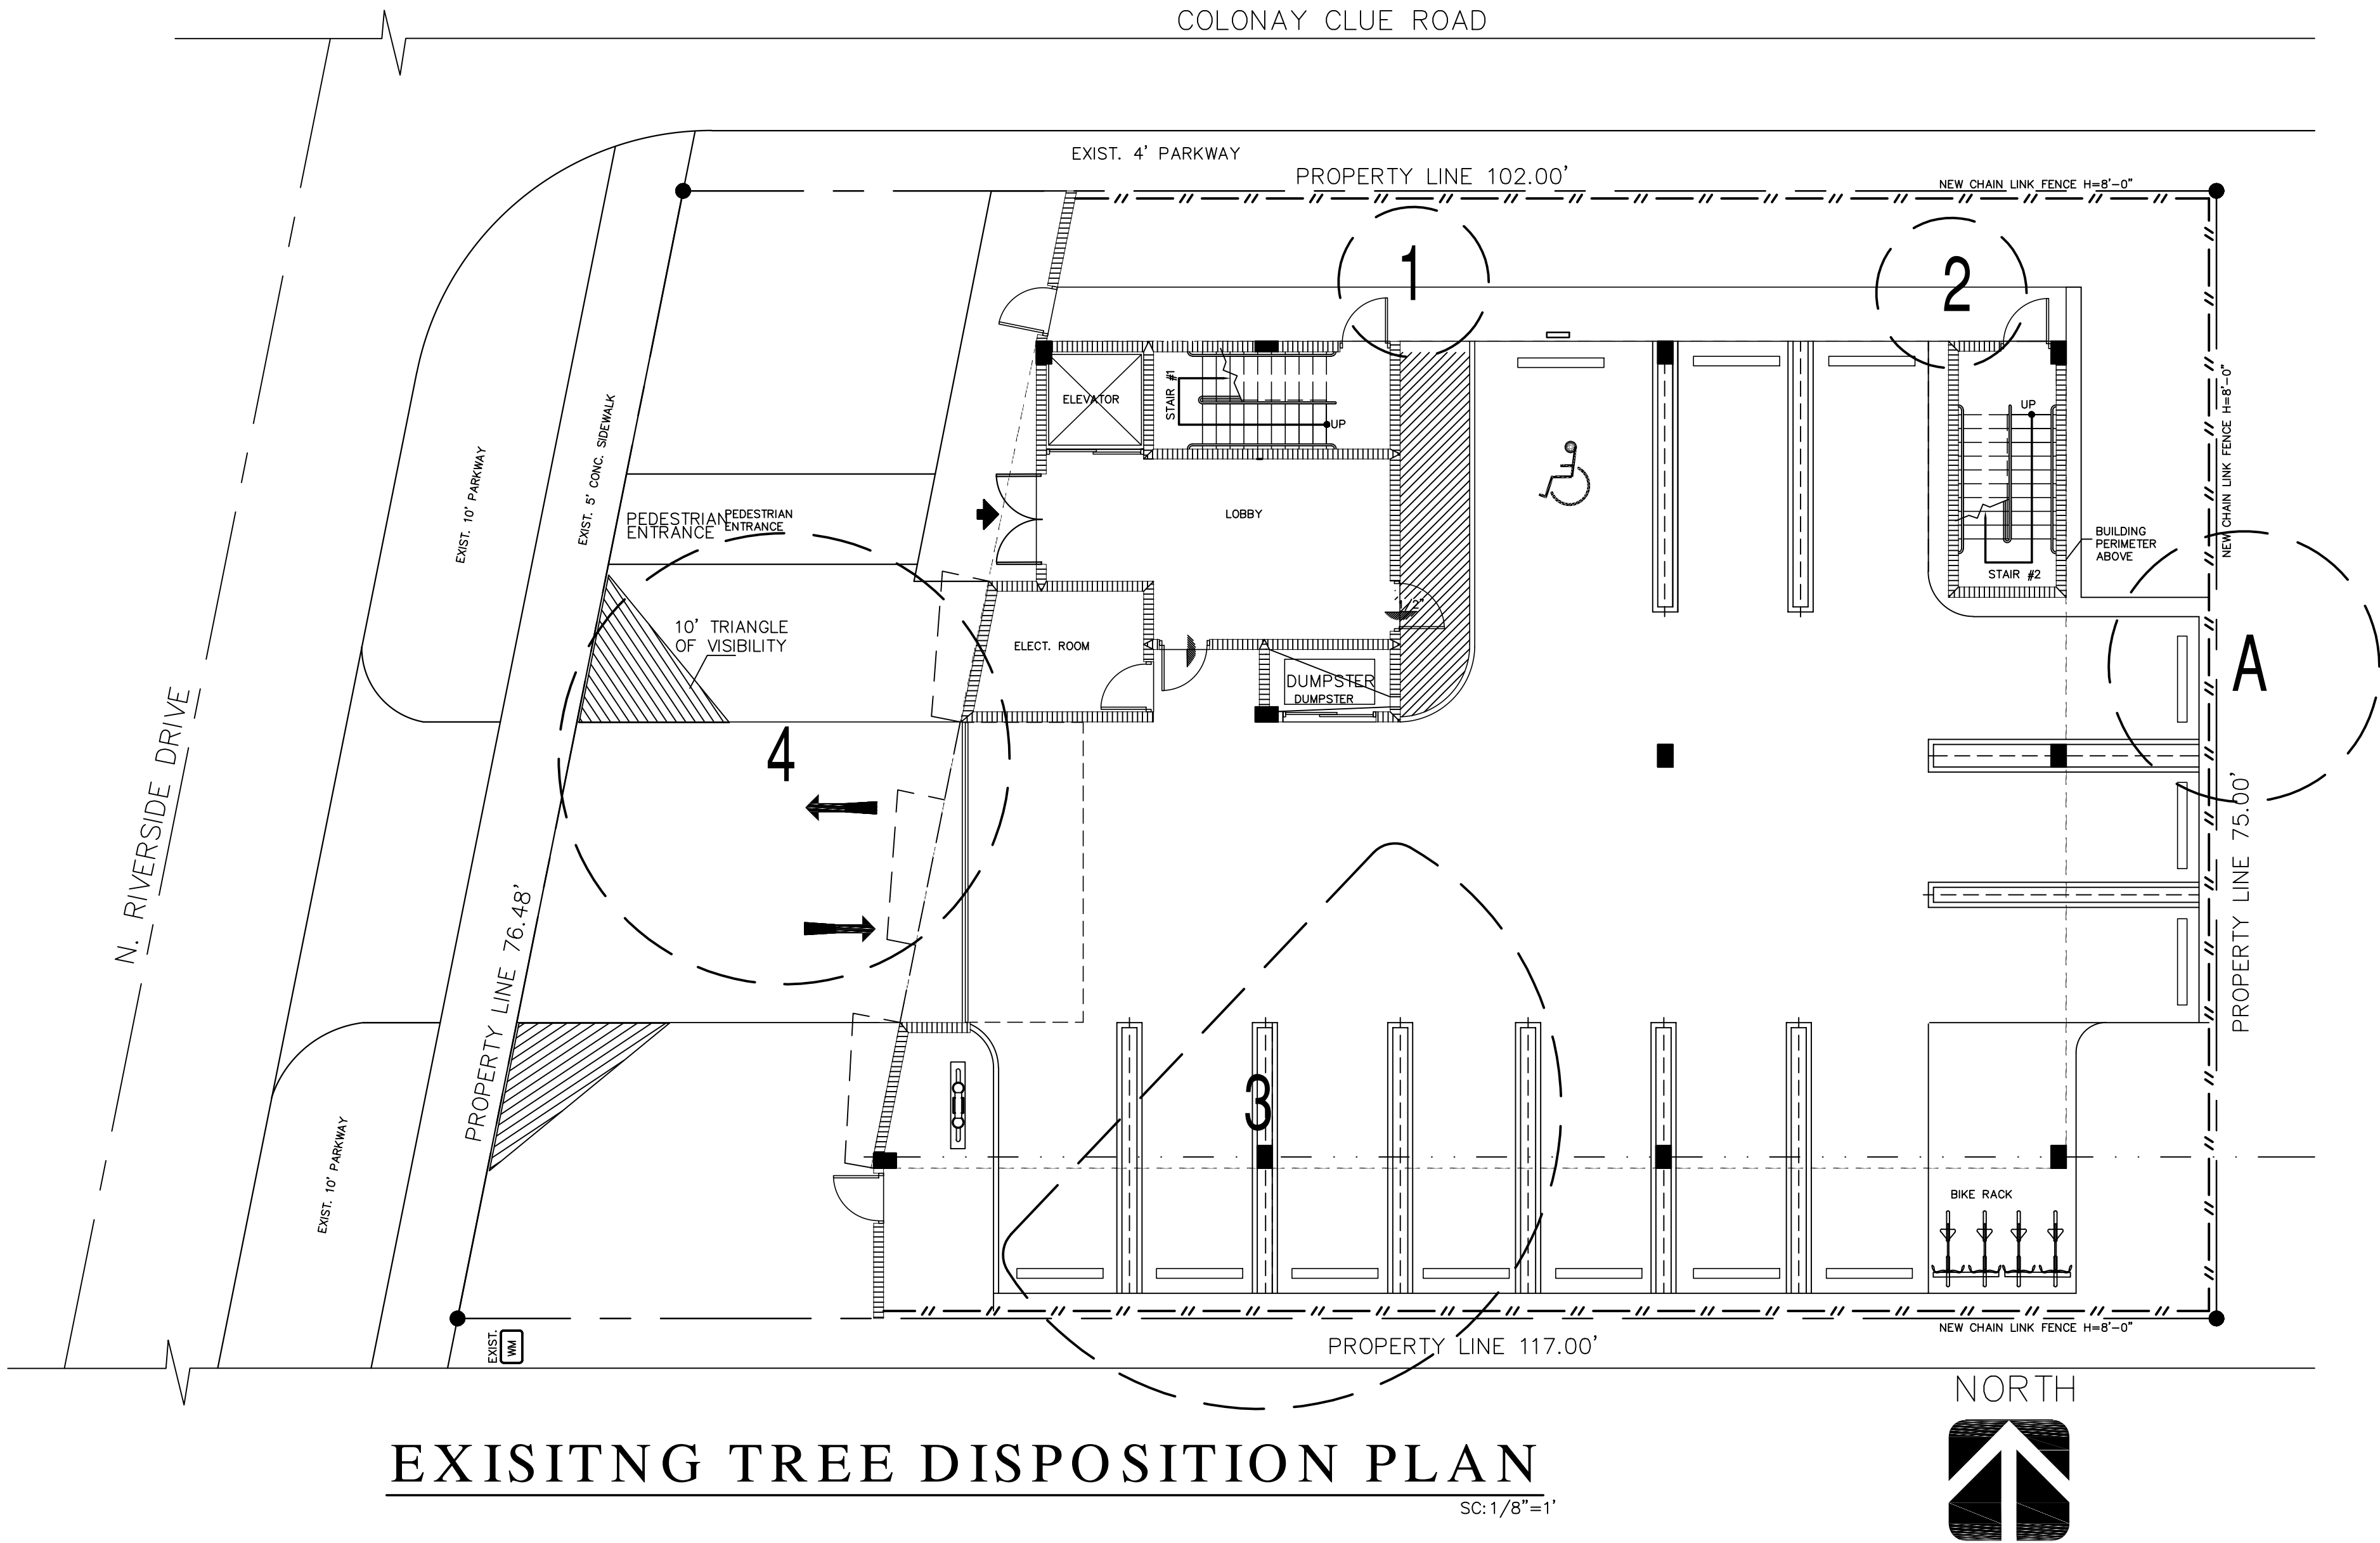 COLONAY CLUE ROAD
EXIST. 4' PARKWAY
PROPERTY LINE 102.00'
NEW CHAIN LINK FENCE H=8'-0"
1
2
ELEVATOR
STAIR #1
UP
UP
EXIST. 10' PARKWAY
EXIST. 5' CONC. SIDEWALK
PEDESTRIAN
ENTRANCE
PEDESTRIAN
ENTRANCE
LOBBY
NEW CHAIN LINK FENCE H=8'-0"
BUILDING
PERIMETER
ABOVE
STAIR #2
10' TRIANGLE
OF VISIBILITY
ELECT. ROOM
DUMPSTER
DUMPSTER
A
4
N. RIVERSIDE DRIVE
PROPERTY LINE 76.48'
PROPERTY LINE 75.00'
3
EXIST. 10' PARKWAY
BIKE RACK
EXIST.
WM
PROPERTY LINE 117.00'
NEW CHAIN LINK FENCE H=8'-0"
NORTH
EXISITNG TREE DISPOSITION PLAN
SC:1/8"=1'